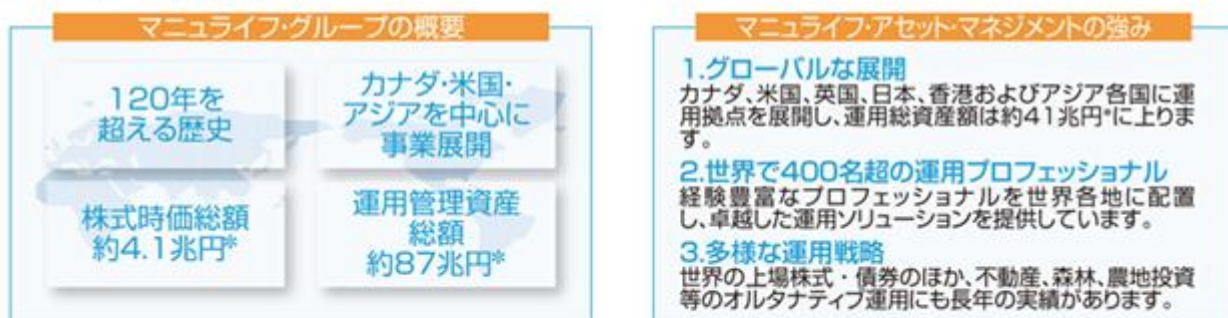 マニュライフ・グループの概要
120年を
超える歴史
カナダ・米国・
アジアを中心に
事業展開
株式時価総額
約4.1兆円*
運用管理資産
総額
約87兆円*
マニュライフ・アセット・マネジメントの強み
1.グローバルな展開
カナダ、米国、英国、日本、香港およびアジア各国に運
用拠点を展開し、運用総資産額は約41兆円*に上りま
す。
2.世界で400名超の運用プロフェッショナル
経験豊富なプロフェッショナルを世界各地に配置
し、卓越した運用ソリューションを提供しています。
3.多様な運用戦略
世界の上場株式・債券のほか、不動産、森林、農地投資
等のオルタナティブ運用にも長年の実績があります。